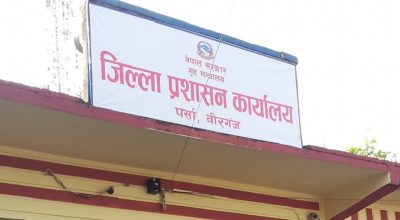 नेपाल सरकार
गृह मन्त्रालय
जिल्ला प्रशासन कार्यालय
पर्सा, वीरगंज